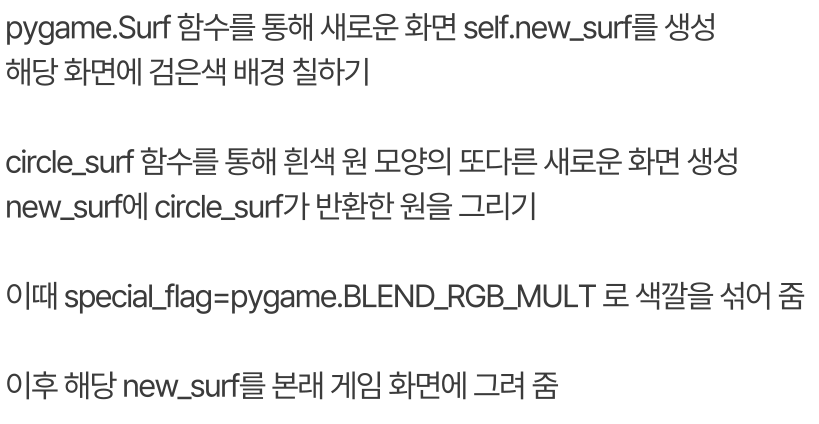 pygame.Surf 함수를 통해 새로운 화면 self.new_surf를 생성
해당 화면에 검은색 배경 칠하기
circle_surf 함수를 통해 흰색 원 모양의 또다른 새로운 화면 생성
new_surf에 circle_surf가 반환한 원을 그리기
이때 special_flag=pygame.BLEND_RGB_MULT 로 색깔을 섞어 줌
이후 해당 new_surf를 본래 게임 화면에 그려 줌